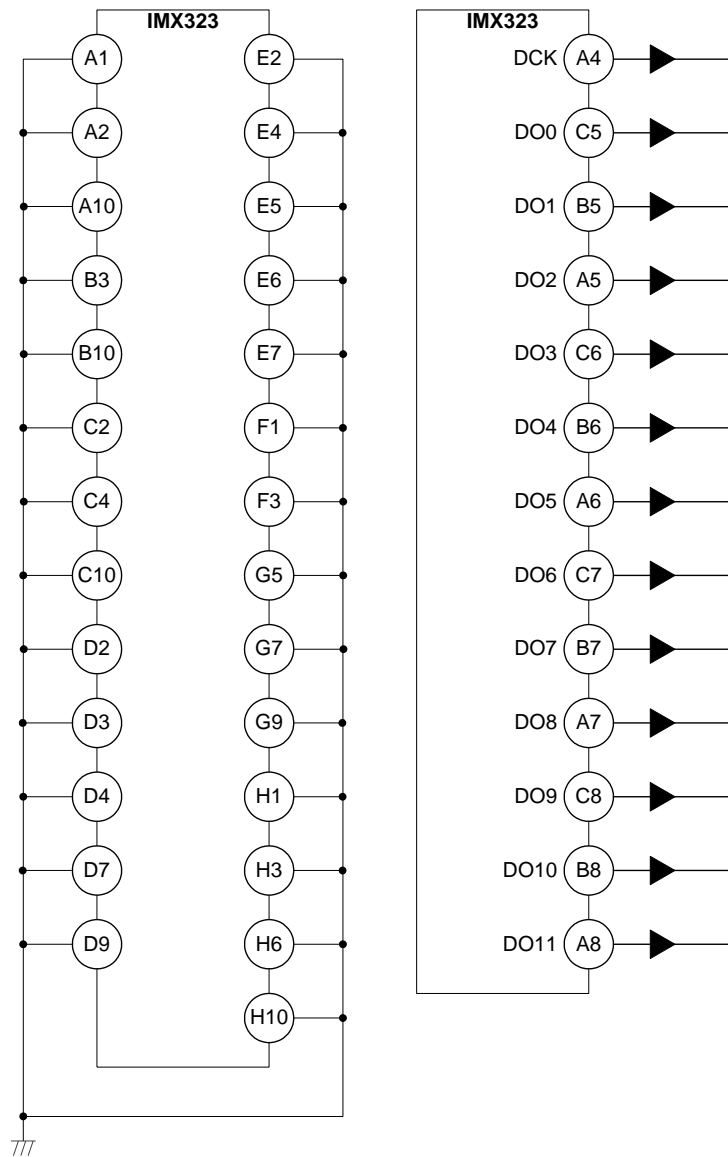 IMX323
A1 E2
A2 E4
A10 E5
B3 E6
B10 E7
C2 F1
C4 F3
C10 G5
D2 G7
D3 G9
D4 H1
D7 H3
D9 H6
H10
IMX323
DCK A4
DO0 C5
DO1 B5
DO2 A5
DO3 C6
DO4 B6
DO5 A6
DO6 C7
DO7 B7
DO8 A7
DO9 C8
DO10 B8
DO11 A8